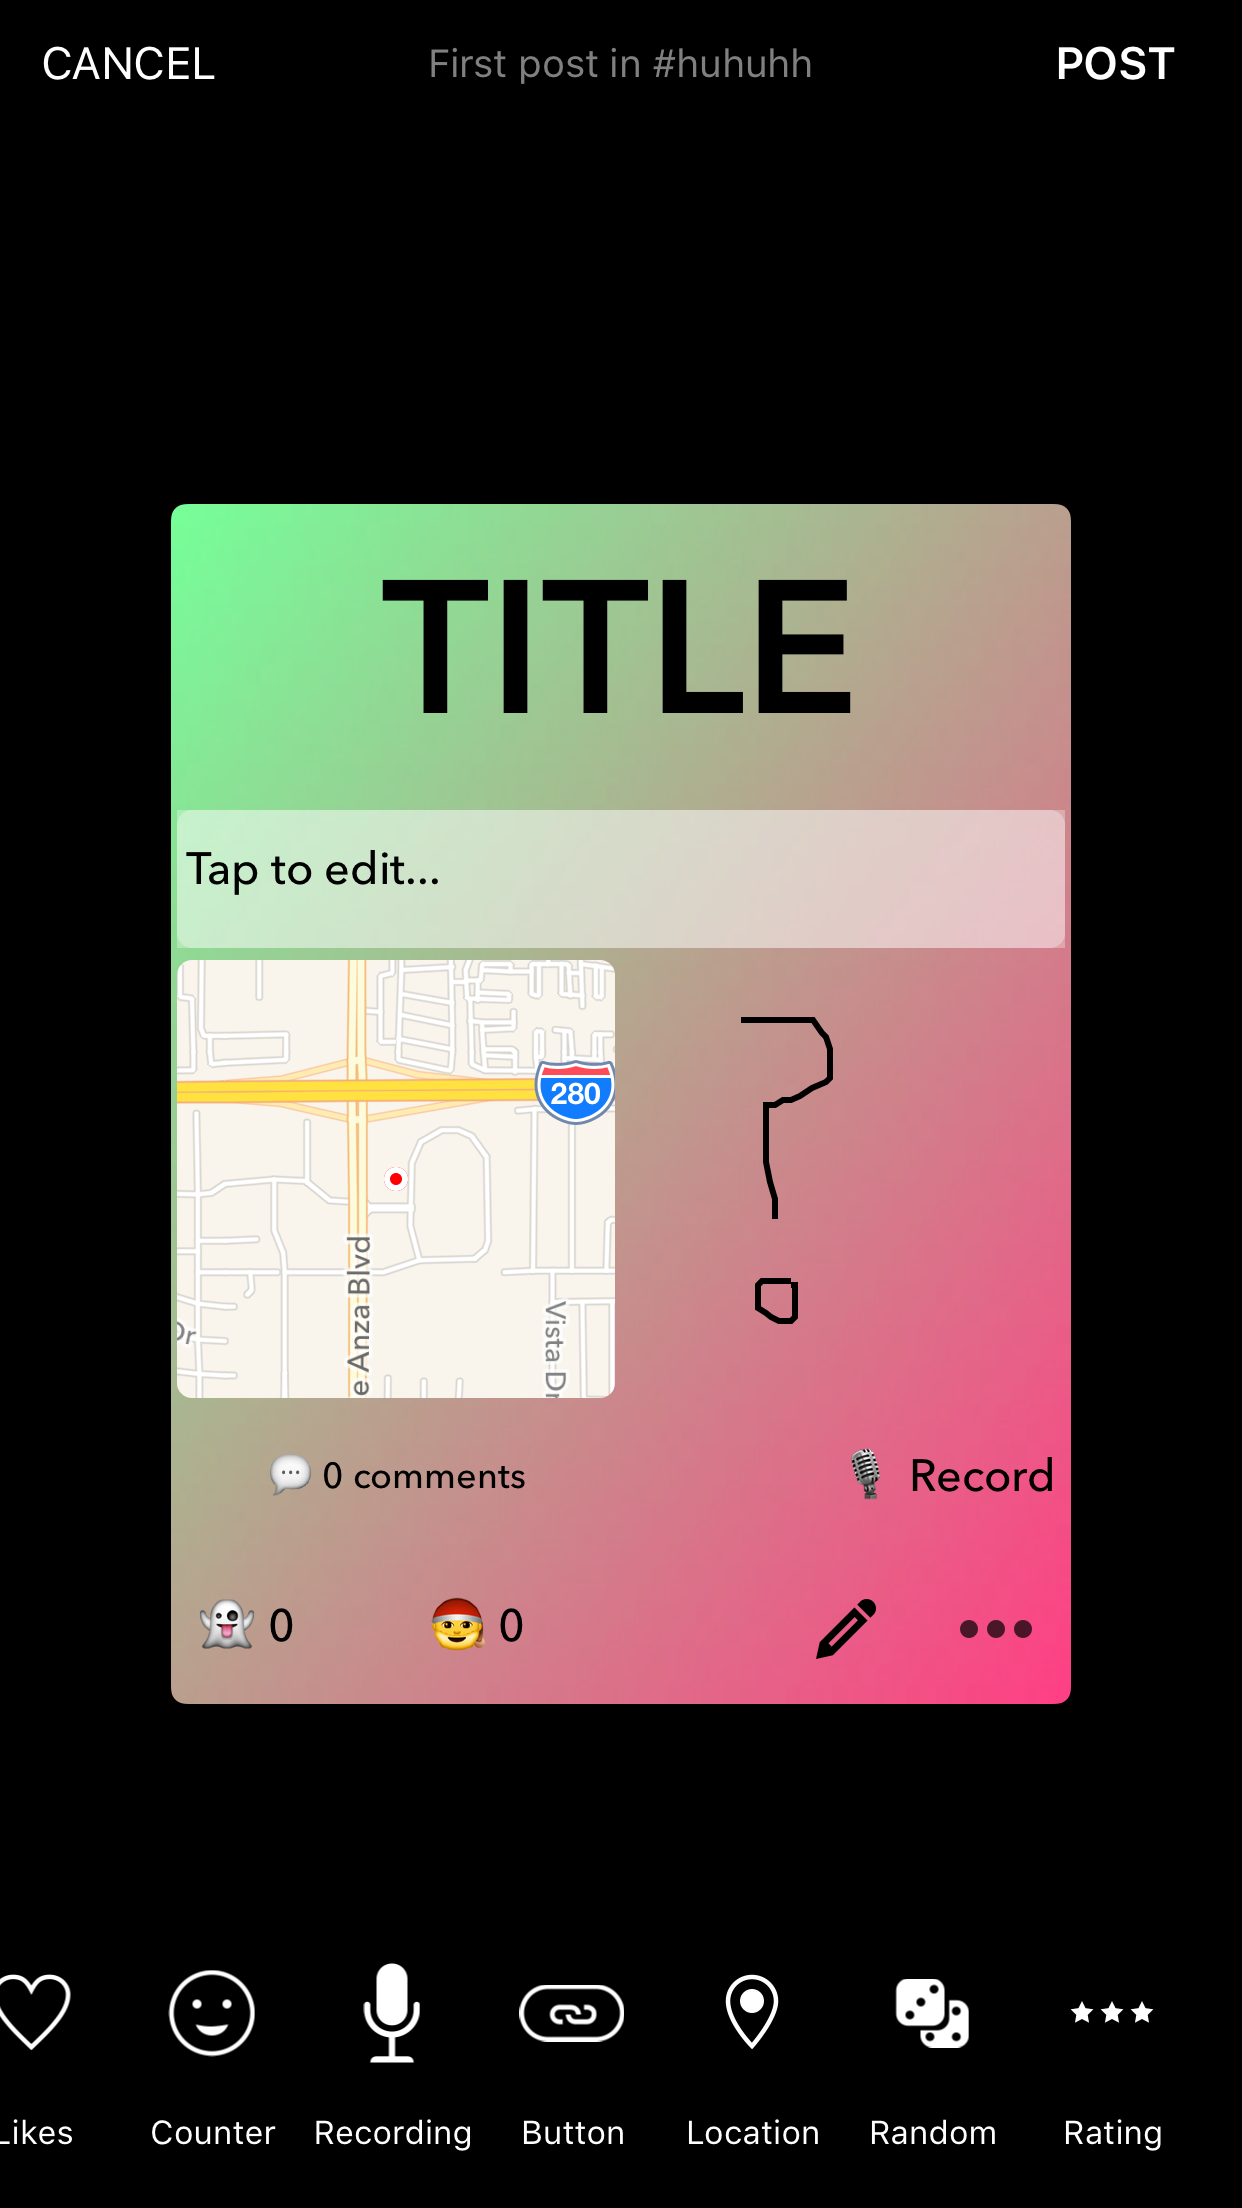 CANCEL First post in #huhuhh POST
TITLE
Tap to edit...
280
e Anza Blvd
Vista Dr
Dr
0 comments
Record
0
0
Likes Counter Recording Button Location Random Rating